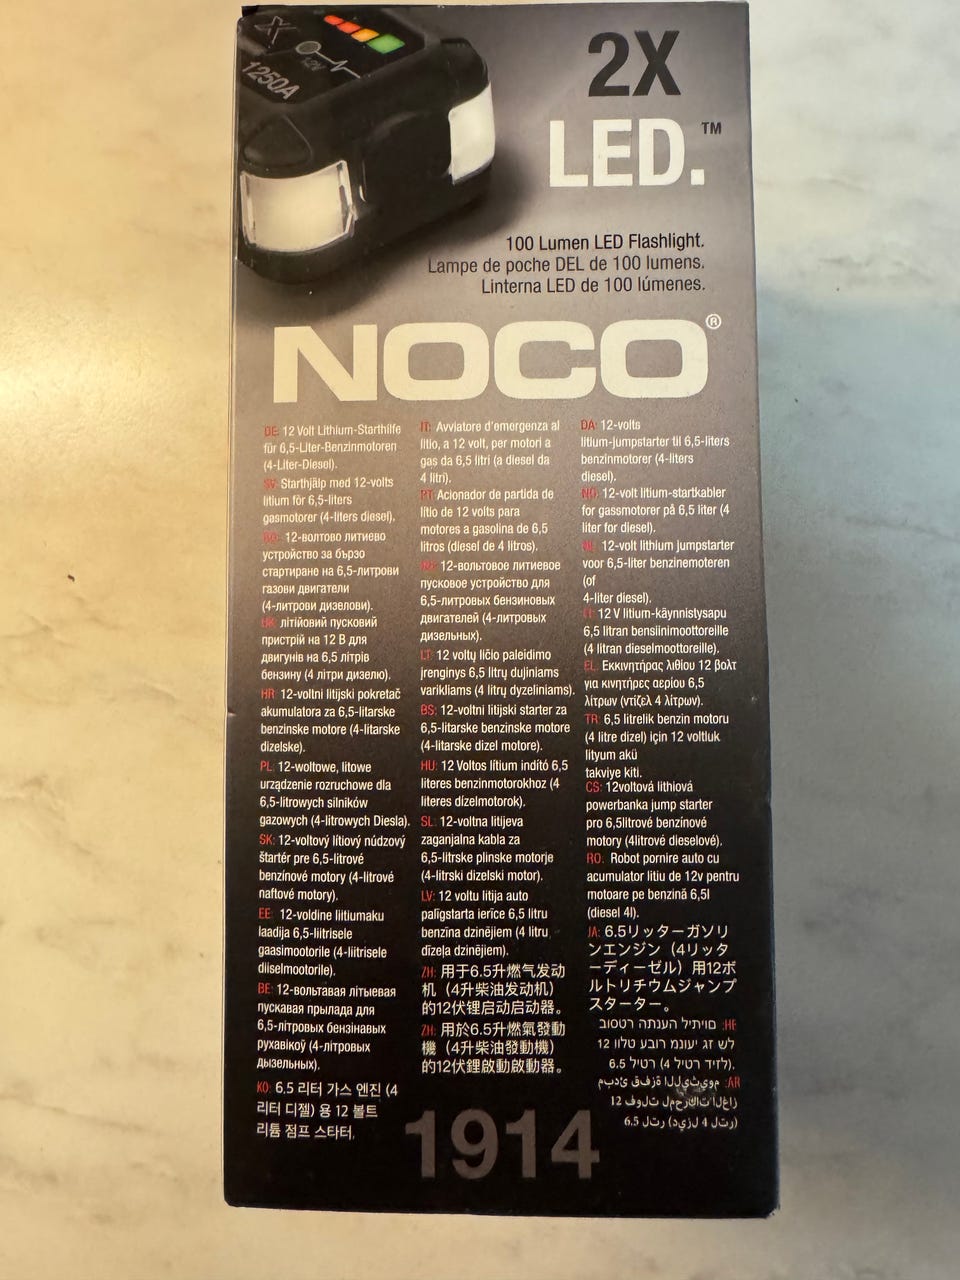 1250A
12V
2X
LED.™
100 Lumen LED Flashlight.
Lampe de poche DEL de 100 lumens.
Linterna LED de 100 lúmenes.
NOCO®
DE: 12 Volt Lithium-Starthilfe
für 6,5-Liter-Benzinmotoren
(4-Liter-Diesel).
SV: Starthjälp med 12-volts
litium för 6,5-liters
gasmotorer (4-liters diesel).
BG: 12-волтово литиево
устройство за бързо
стартиране на 6,5-литрови
газови двигатели
(4-литрови дизелови).
UK: літійовий пусковий
пристрій на 12 В для
двигунів на 6,5 літрів
бензину (4 літри дизелю).
HR: 12-voltni litijski pokretač
akumulatora za 6,5-litarske
benzinske motore (4-litarske
dizelske).
PL: 12-woltowe, litowe
urządzenie rozruchowe dla
6,5-litrowych silników
gazowych (4-litrowych Diesla).
SK: 12-voltový lítiový núdzový
štartér pre 6,5-litrové
benzínové motory (4-litrové
naftové motory).
EE: 12-voldine liitiumaku
laadija 6,5-liitrisele
gaasimootorile (4-liitrisele
diiselmootorile).
BE: 12-вольтавая літыевая
пускавая прылада для
6,5-літровых бензінавых
рухавікоў (4-літровых
дызельных).
KO: 6.5 리터 가스 엔진 (4
리터 디젤) 용 12 볼트
리튬 점프 스타터.
IT: Avviatore d'emergenza al
litio, a 12 volt, per motori a
gas da 6,5 litri (a diesel da
4 litri).
PT Acionador de partida de
lítio de 12 volts para
motores a gasolina de 6,5
litros (diesel de 4 litros).
RU: 12-вольтовое литиевое
пусковое устройство для
6,5-литровых бензиновых
двигателей (4-литровых
дизельных).
LT: 12 voltų ličio paleidimo
įrenginys 6,5 litrų dujiniams
varikliams (4 litrų dyzeliniams).
BS: 12-voltni litijski starter za
6,5-litarske benzinske motore
(4-litarske dizel motore).
HU: 12 Voltos lítium indító 6,5
literes benzinmotorokhoz (4
literes dízelmotorok).
SL: 12-voltna litijeva
zaganjalna kabla za
6,5-litrske plinske motorje
(4-litrski dizelski motor).
LV: 12 voltu litija auto
palīgstarta ierīce 6,5 litru
benzīna dzinējiem (4 litru
dīzeļa dzinējiem).
ZH: 用于6.5升燃气发动
机（4升柴油发动机）
的12伏锂启动启动器。
ZH: 用於6.5升燃氣發動
機（4升柴油發動機）
的12伏鋰啟動啟動器。
DA: 12-volts
litium-jumpstarter til 6,5-liters
benzinmotorer (4-liters
diesel).
NO: 12-volt litium-startkabler
for gassmotorer på 6,5 liter (4
liter for diesel).
NL: 12-volt lithium jumpstarter
voor 6,5-liter benzinemoteren
(of
4-liter diesel).
FI: 12 V litium-käynnistysapu
6,5 litran bensiinimoottoreille
(4 litran dieselmoottoreille).
EL: Εκκινητήρας λιθίου 12 βολτ
για κινητήρες αερίου 6,5
λίτρων (ντίζελ 4 λίτρων).
TR: 6,5 litrelik benzin motoru
(4 litre dizel) için 12 voltluk
lityum akü
takviye kiti.
CS: 12voltová lithiová
powerbanka jump starter
pro 6,5litrové benzínové
motory (4litrové dieselové).
RO: Robot pornire auto cu
acumulator litiu de 12v pentru
motoare pe benzină 6,5l
(diesel 4l).
JA: 6.5リッターガソリ
ンエンジン（4リッタ
ーディーゼル）用12ボ
ルトリチウムジャンプ
スターター。
HE: םויתיל הענתה רטסוב
12 טלוו רובע יעונמ זג לש
6.5 רטיל (4 רטיל לזיד).
1914